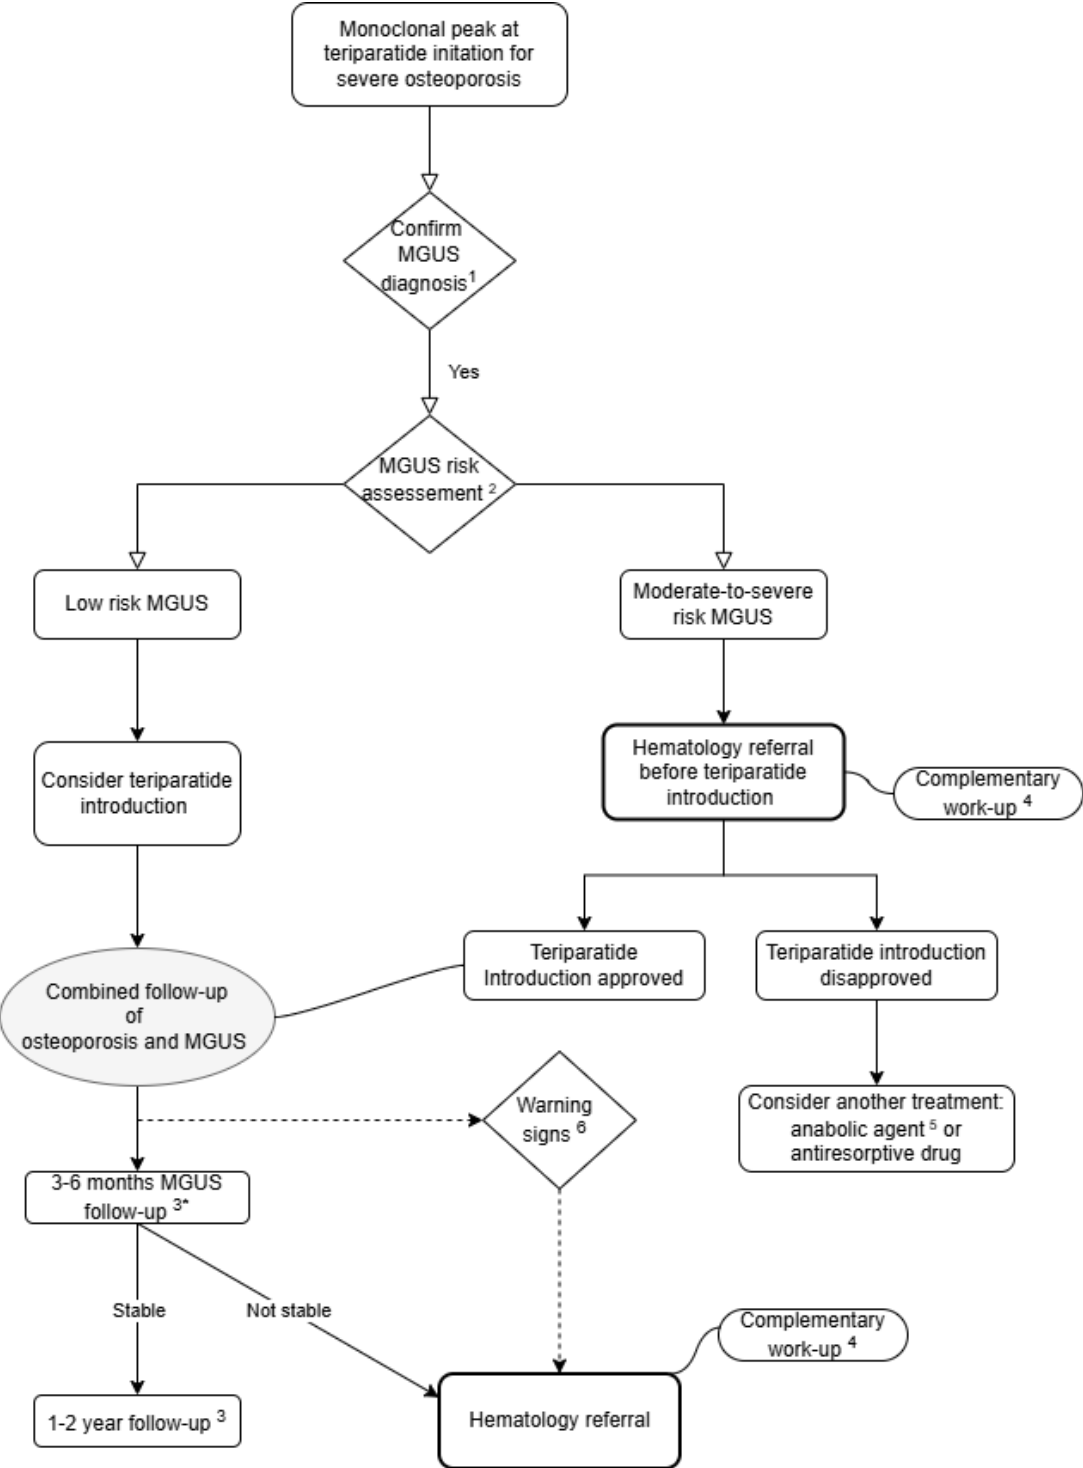 Monoclonal peak at
teriparatide initation for
severe osteoporosis
Confirm
MGUS
diagnosis1
Yes
MGUS risk
assessement 2
Low risk MGUS
Moderate-to-severe
risk MGUS
Consider teriparatide
introduction
Hematology referral
before teriparatide
introduction
Complementary
work-up 4
Teriparatide
Introduction approved
Teriparatide introduction
disapproved
Combined follow-up
of
osteoporosis and MGUS
Warning
signs 6
Consider another treatment:
anabolic agent 5 or
antiresorptive drug
3-6 months MGUS
follow-up 3*
Stable
Not stable
Complementary
work-up 4
1-2 year follow-up 3
Hematology referral